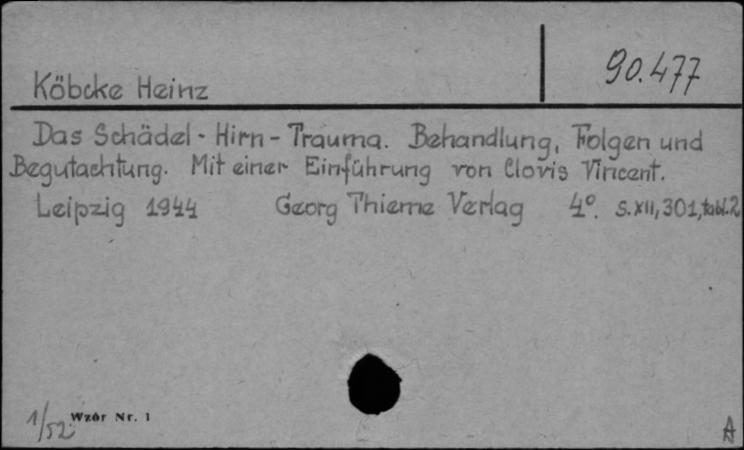 90.477
Köbcke Heinz
Das Schädel-Hirn-Trauma. Behandlung, Folgen und
Begutachtung. Mit einer Einführung von Clovis Vincent.
Leipzig 1944 Georg Thieme Verlag 4°. S.XII, 301, tabl.2
1/52
Wzór Nr. 1
A